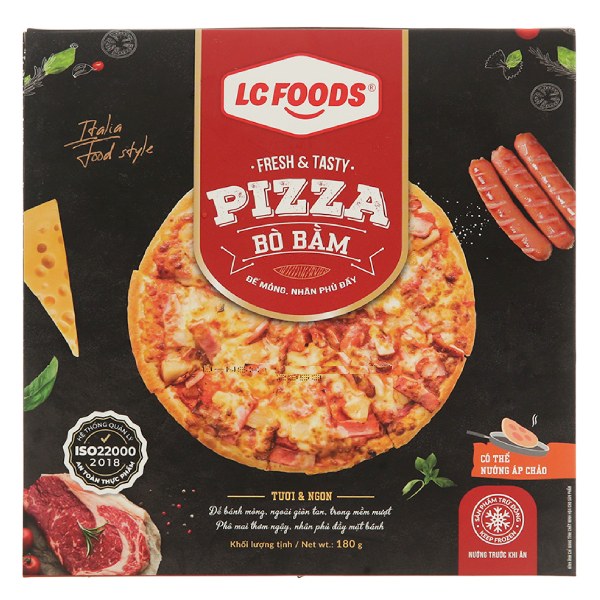 LC FOODS®
Italia
Food style
· FRESH & TASTY ·
PIZZA
BÒ BẰM
ĐẾ MỎNG, NHÂN PHỦ ĐẦY
HỆ THỐNG QUẢN LÝ
ISO22000
2018
AN TOÀN THỰC PHẨM
CÓ THỂ
NƯỚNG ÁP CHẢO
TƯƠI & NGON
Đế bánh mỏng, ngoài giòn tan, trong mềm mượt
Phô mai thơm ngậy, nhân phủ đầy mặt bánh
Khối lượng tịnh / Net wt.: 180 g
SẢN PHẨM TRỮ ĐÔNG
KEEP FROZEN
NƯỚNG TRƯỚC KHI ĂN